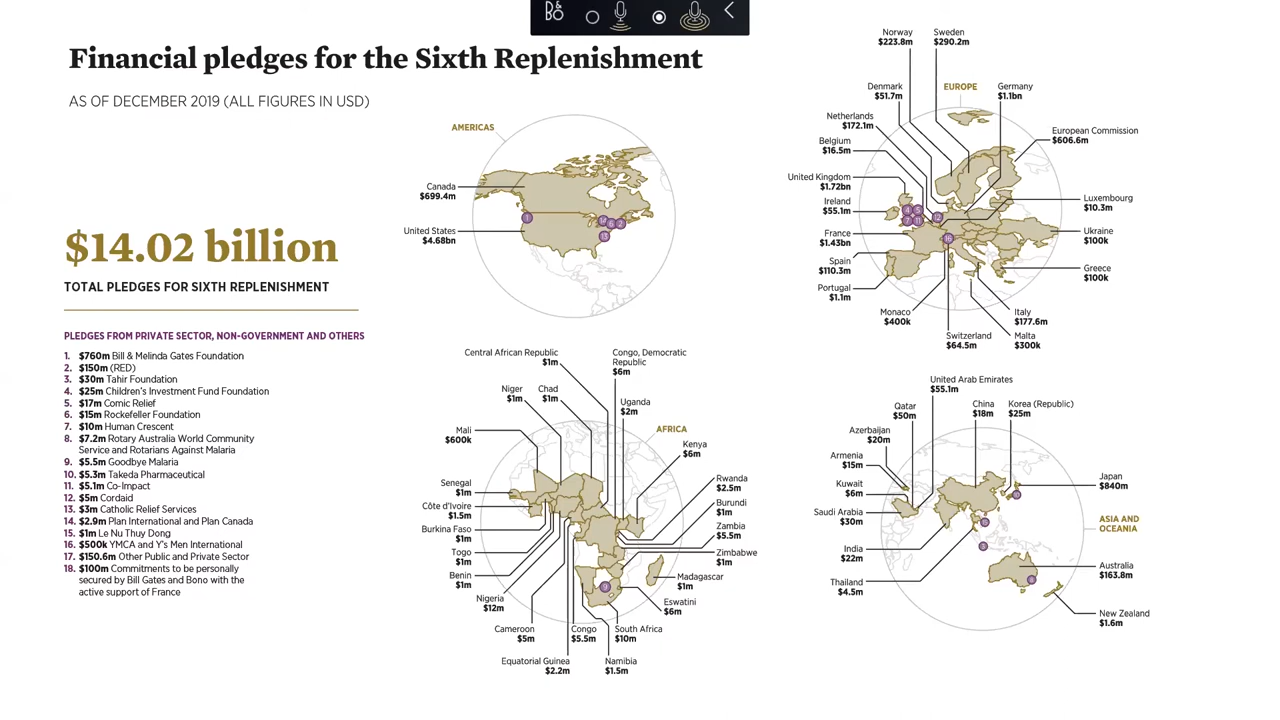 B&O
Financial pledges for the Sixth Replenishment
AS OF DECEMBER 2019 (ALL FIGURES IN USD)
$14.02 billion
TOTAL PLEDGES FOR SIXTH REPLENISHMENT
PLEDGES FROM PRIVATE SECTOR, NON-GOVERNMENT AND OTHERS
1. $760m Bill & Melinda Gates Foundation
2. $150m (RED)
3. $30m Tahir Foundation
4. $25m Children's Investment Fund Foundation
5. $17m Comic Relief
6. $15m Rockefeller Foundation
7. $10m Human Crescent
8. $7.2m Rotary Australia World Community
Service and Rotarians Against Malaria
9. $5.5m Goodbye Malaria
10. $5.3m Takeda Pharmaceutical
11. $5.1m Co-Impact
12. $5m Cordaid
13. $3m Catholic Relief Services
14. $2.9m Plan International and Plan Canada
15. $1m Le Nu Thuy Dong
16. $500k YMCA and Y's Men International
17. $150.6m Other Public and Private Sector
18. $100m Commitments to be personally
secured by Bill Gates and Bono with the
active support of France
AMERICAS
Canada
$699.4m
United States
$4.68bn
1
14
6
2
13
EUROPE
Norway
$223.8m
Sweden
$290.2m
Denmark
$51.7m
Germany
$1.1bn
Netherlands
$172.1m
European Commission
$606.6m
Belgium
$16.5m
United Kingdom
$1.72bn
Ireland
$55.1m
Luxembourg
$10.3m
France
$1.43bn
Ukraine
$100k
Spain
$110.3m
Greece
$100k
Portugal
$1.1m
Monaco
$400k
Italy
$177.6m
Switzerland
$64.5m
Malta
$300k
4
5
7
11
12
16
AFRICA
Central African Republic
$1m
Congo, Democratic
Republic
$6m
Niger
$1m
Chad
$1m
Uganda
$2m
Mali
$600k
Kenya
$6m
Senegal
$1m
Rwanda
$2.5m
Côte d'Ivoire
$1.5m
Burundi
$1m
Burkina Faso
$1m
Zambia
$5.5m
Togo
$1m
Zimbabwe
$1m
Benin
$1m
Madagascar
$1m
Nigeria
$12m
Eswatini
$6m
Cameroon
$5m
Congo
$5.5m
South Africa
$10m
Equatorial Guinea
$2.2m
Namibia
$1.5m
9
ASIA AND
OCEANIA
United Arab Emirates
$55.1m
Qatar
$50m
China
$18m
Korea (Republic)
$25m
Azerbaijan
$20m
Armenia
$15m
Kuwait
$6m
Japan
$840m
Saudi Arabia
$30m
India
$22m
Australia
$163.8m
Thailand
$4.5m
New Zealand
$1.6m